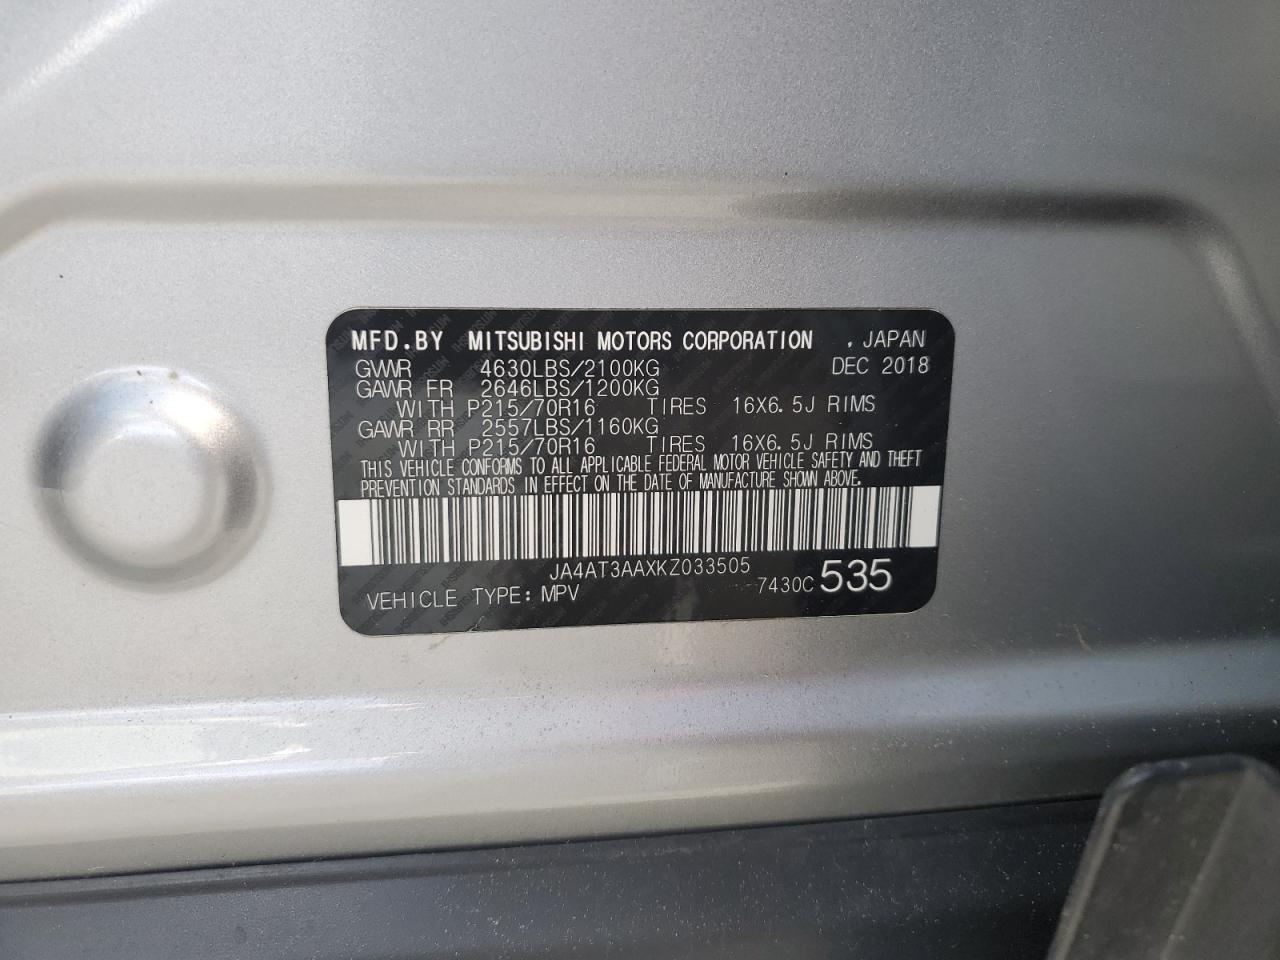 MFD.BY MITSUBISHI MOTORS CORPORATION , JAPAN
GVWR 4630LBS/2100KG DEC 2018
GAWR FR 2646LBS/1200KG
WITH P215/70R16 TIRES 16X6.5J RIMS
GAWR RR 2557LBS/1160KG
WITH P215/70R16 TIRES 16X6.5J RIMS
THIS VEHICLE CONFORMS TO ALL APPLICABLE FEDERAL MOTOR VEHICLE SAFETY AND THEFT
PREVENTION STANDARDS IN EFFECT ON THE DATE OF MANUFACTURE SHOWN ABOVE.
JA4AT3AAXKZ033505
VEHICLE TYPE: MPV 7430C 535